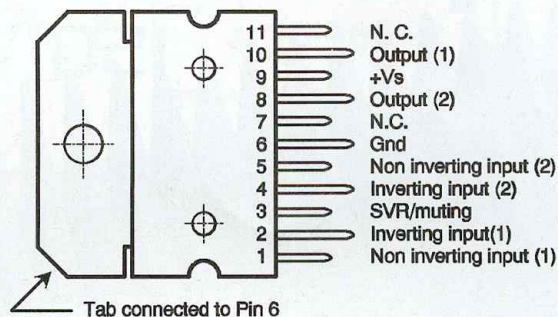 11 N. C.
10 Output (1)
9 +Vs
8 Output (2)
7 N.C.
6 Gnd
5 Non inverting input (2)
4 Inverting input (2)
3 SVR/muting
2 Inverting input(1)
1 Non inverting input (1)
Tab connected to Pin 6